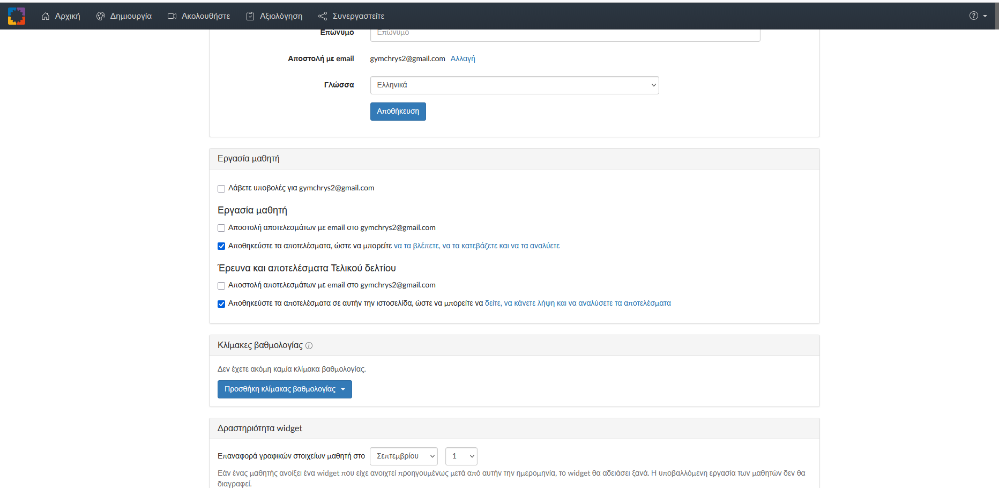 Αρχική Δημιουργία Ακολουθήστε Αξιολόγηση Συνεργαστείτε
Επώνυμο Επώνυμο
Αποστολή με email gymchrys2@gmail.com Αλλαγή
Γλώσσα Ελληνικά
Αποθήκευση
Εργασία μαθητή
Λάβετε υποβολές για gymchrys2@gmail.com
Εργασία μαθητή
Αποστολή αποτελεσμάτων με email στο gymchrys2@gmail.com
Αποθηκεύστε τα αποτελέσματα, ώστε να μπορείτε να τα βλέπετε, να τα κατεβάζετε και να τα αναλύετε
Έρευνα και αποτελέσματα Τελικού δελτίου
Αποστολή αποτελεσμάτων με email στο gymchrys2@gmail.com
Αποθηκεύστε τα αποτελέσματα σε αυτήν την ιστοσελίδα, ώστε να μπορείτε να δείτε, να κάνετε λήψη και να αναλύσετε τα αποτελέσματα
Κλίμακες βαθμολογίας
Δεν έχετε ακόμη καμία κλίμακα βαθμολογίας.
Προσθήκη κλίμακας βαθμολογίας
Δραστηριότητα widget
Επαναφορά γραφικών στοιχείων μαθητή στο Σεπτεμβρίου 1
Εάν ένας μαθητής ανοίξει ένα widget που είχε ανοιχτεί προηγουμένως μετά από αυτήν την ημερομηνία, το widget θα αδειάσει ξανά. Η υποβαλλόμενη εργασία των μαθητών δεν θα
διαγραφεί.